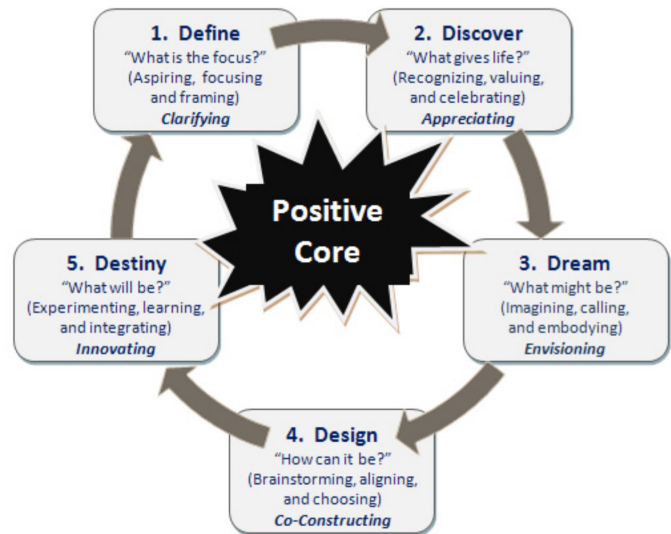 1. Define
“What is the focus?”
(Aspiring, focusing
and framing)
Clarifying
2. Discover
“What gives life?”
(Recognizing, valuing,
and celebrating)
Appreciating
Positive
Core
3. Dream
“What might be?”
(Imagining, calling,
and embodying)
Envisioning
4. Design
“How can it be?”
(Brainstorming, aligning,
and choosing)
Co-Constructing
5. Destiny
“What will be?”
(Experimenting, learning,
and integrating)
Innovating